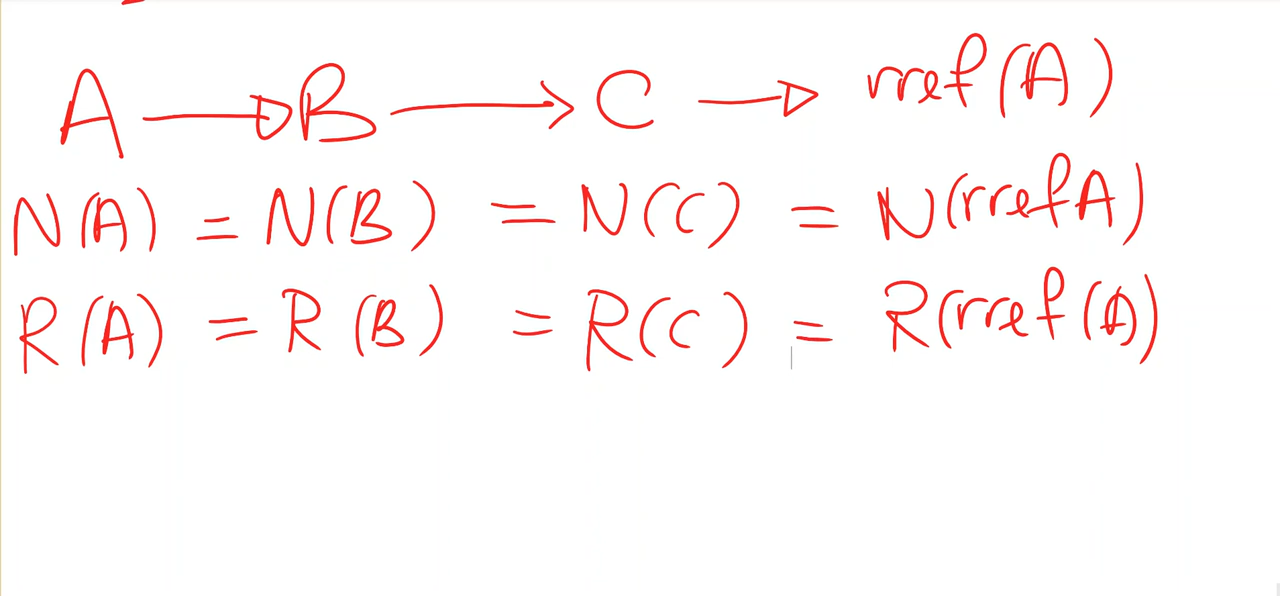 A → B → C → rref(A)
N(A) = N(B) = N(C) = N(rrefA)
R(A) = R(B) = R(C) = R(rref(A)